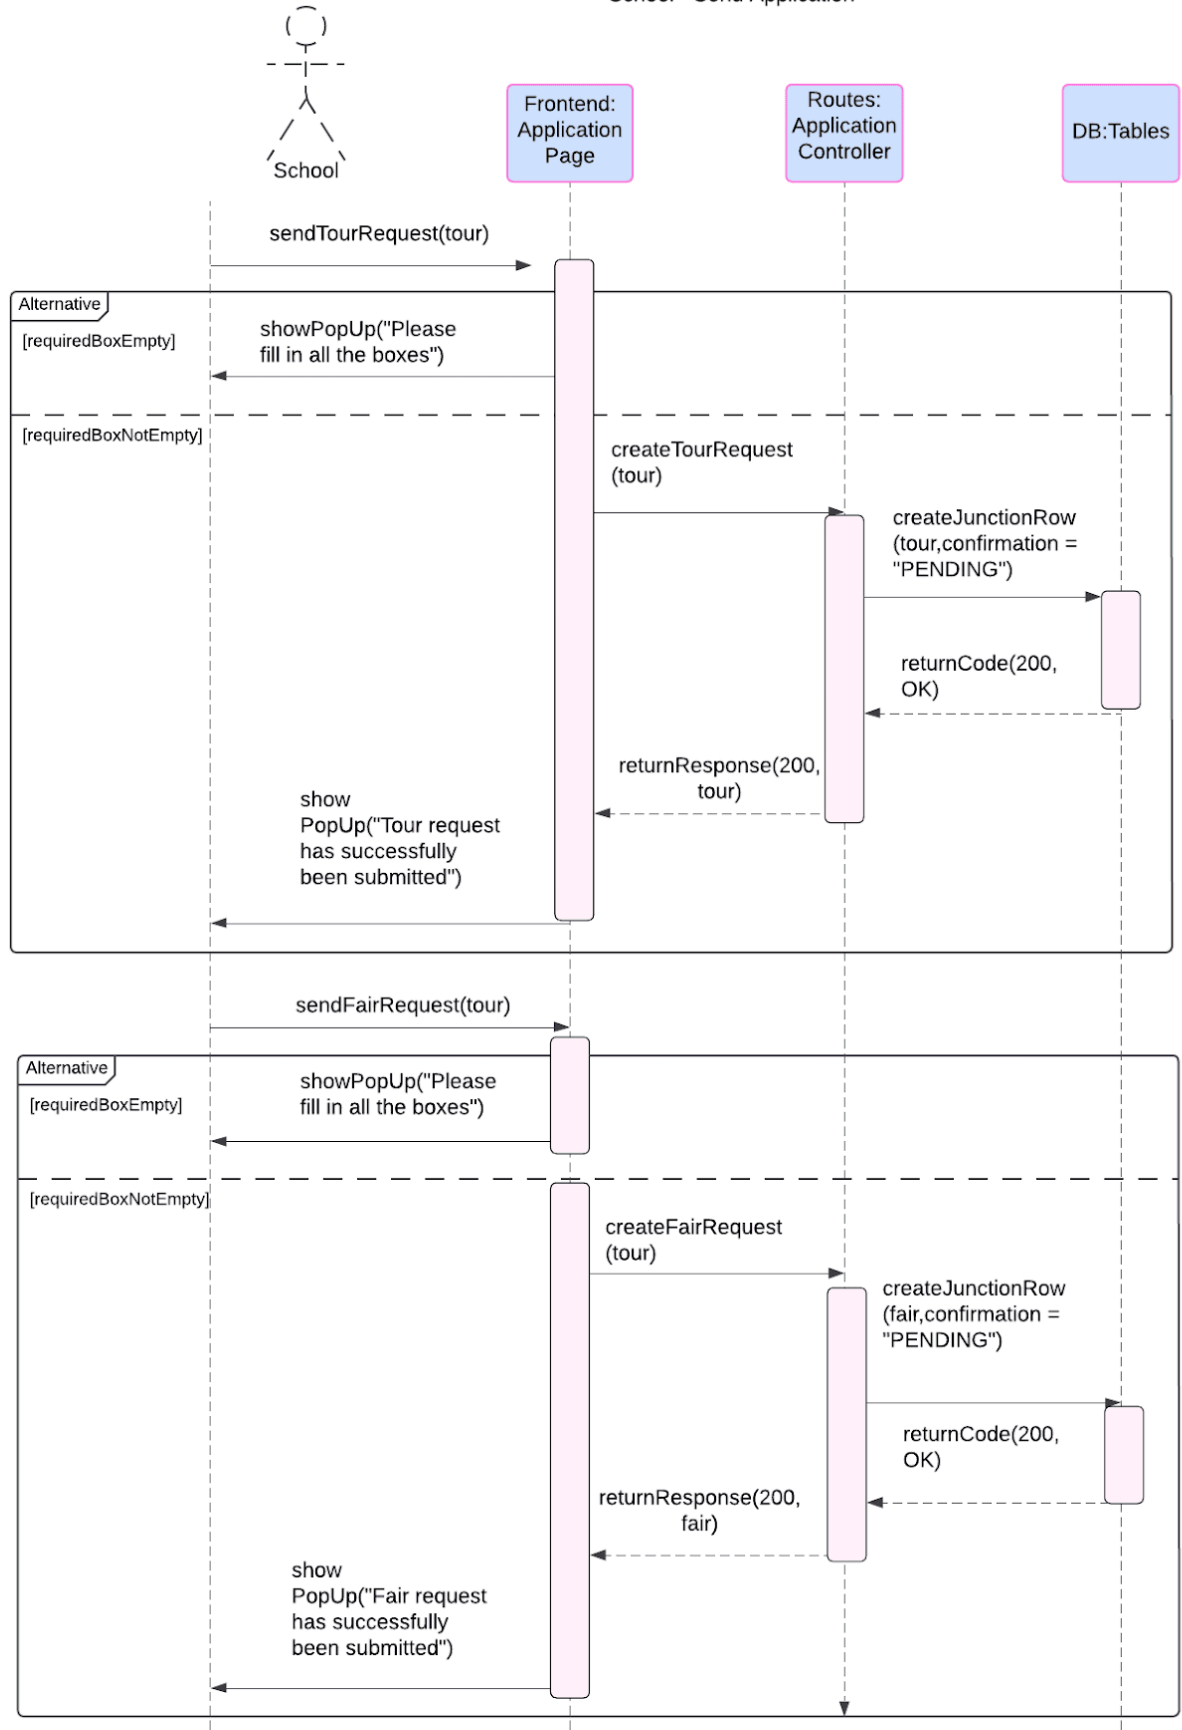 School - Send Application
School
Frontend:
Application
Page
Routes:
Application
Controller
DB:Tables
sendTourRequest(tour)
Alternative
[requiredBoxEmpty]
showPopUp("Please
fill in all the boxes")
[requiredBoxNotEmpty]
createTourRequest
(tour)
createJunctionRow
(tour,confirmation =
"PENDING")
returnCode(200,
OK)
returnResponse(200,
tour)
show
PopUp("Tour request
has successfully
been submitted")
sendFairRequest(tour)
Alternative
[requiredBoxEmpty]
showPopUp("Please
fill in all the boxes")
[requiredBoxNotEmpty]
createFairRequest
(tour)
createJunctionRow
(fair,confirmation =
"PENDING")
returnCode(200,
OK)
returnResponse(200,
fair)
show
PopUp("Fair request
has successfully
been submitted")